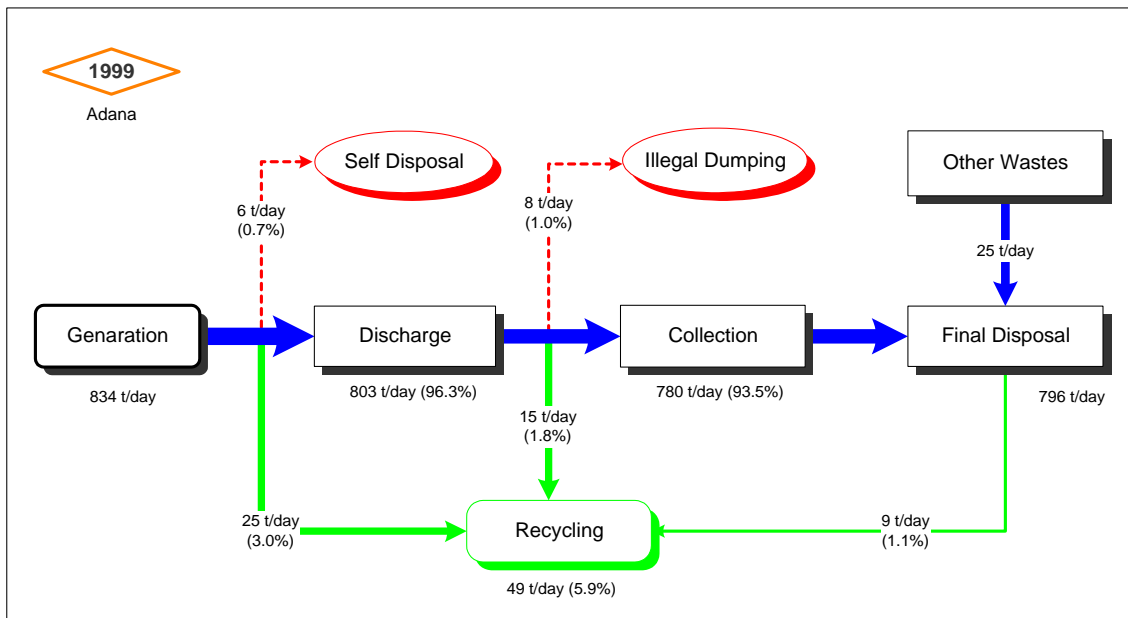 1999
Adana
Self Disposal
Illegal Dumping
Other Wastes
6 t/day
(0.7%)
8 t/day
(1.0%)
25 t/day
Genaration
Discharge
Collection
Final Disposal
834 t/day
803 t/day (96.3%)
780 t/day (93.5%)
796 t/day
15 t/day
(1.8%)
25 t/day
(3.0%)
Recycling
9 t/day
(1.1%)
49 t/day (5.9%)